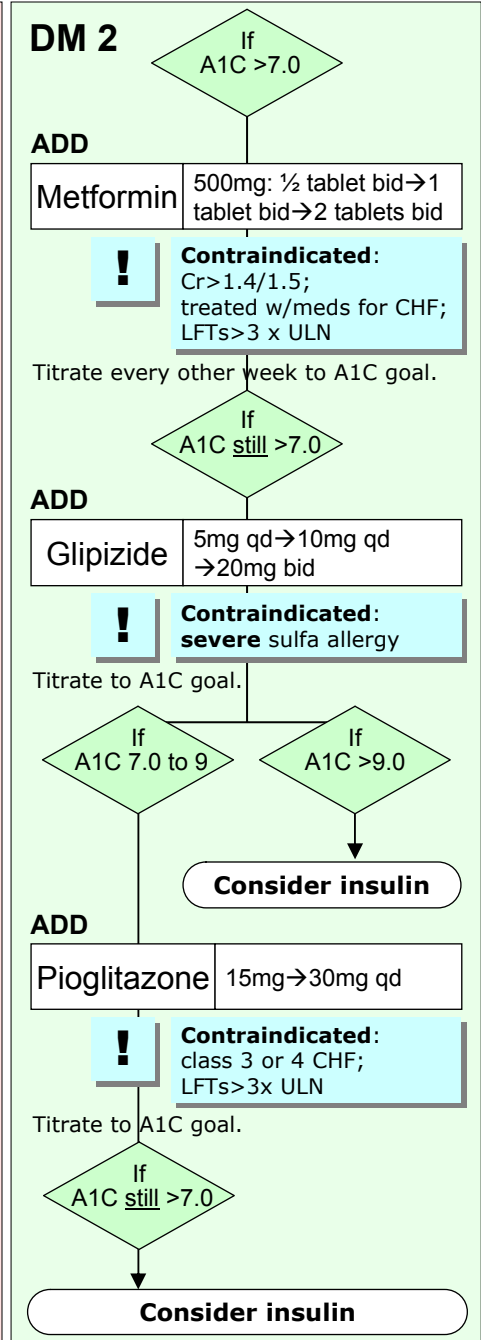 DM 2
If
A1C >7.0
ADD
Metformin
500mg: ½ tablet bid→1
tablet bid→2 tablets bid
!
Contraindicated:
Cr>1.4/1.5;
treated w/meds for CHF;
LFTs>3 x ULN
Titrate every other week to A1C goal.
If
A1C still >7.0
ADD
Glipizide
5mg qd→10mg qd
→20mg bid
!
Contraindicated:
severe sulfa allergy
Titrate to A1C goal.
If
A1C 7.0 to 9
If
A1C >9.0
Consider insulin
ADD
Pioglitazone
15mg→30mg qd
!
Contraindicated:
class 3 or 4 CHF;
LFTs>3x ULN
Titrate to A1C goal.
If
A1C still >7.0
Consider insulin